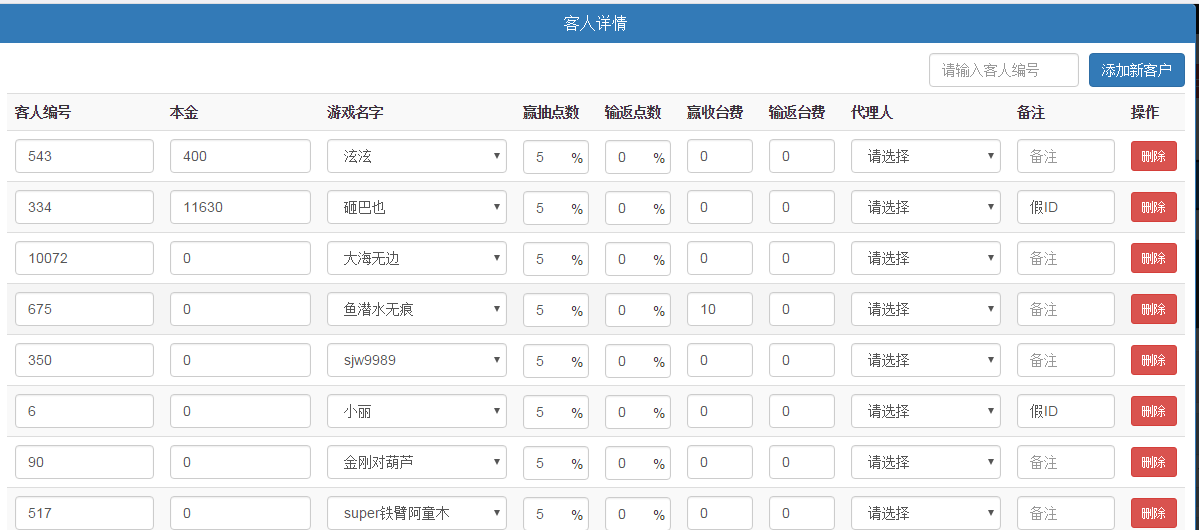 客人详情
请输入客人编号 添加新客户
客人编号 本金 游戏名字 赢抽点数 输返点数 赢收台费 输返台费 代理人 备注 操作
543 400 泫泫 5 % 0 % 0 0 请选择 备注 删除
334 11630 砸巴也 5 % 0 % 0 0 请选择 假ID 删除
10072 0 大海无边 5 % 0 % 0 0 请选择 备注 删除
675 0 鱼潜水无痕 5 % 0 % 10 0 请选择 备注 删除
350 0 sjw9989 5 % 0 % 0 0 请选择 备注 删除
6 0 小丽 5 % 0 % 0 0 请选择 假ID 删除
90 0 金刚对葫芦 5 % 0 % 0 0 请选择 备注 删除
517 0 super铁臂阿童木 5 % 0 % 0 0 请选择 备注 删除